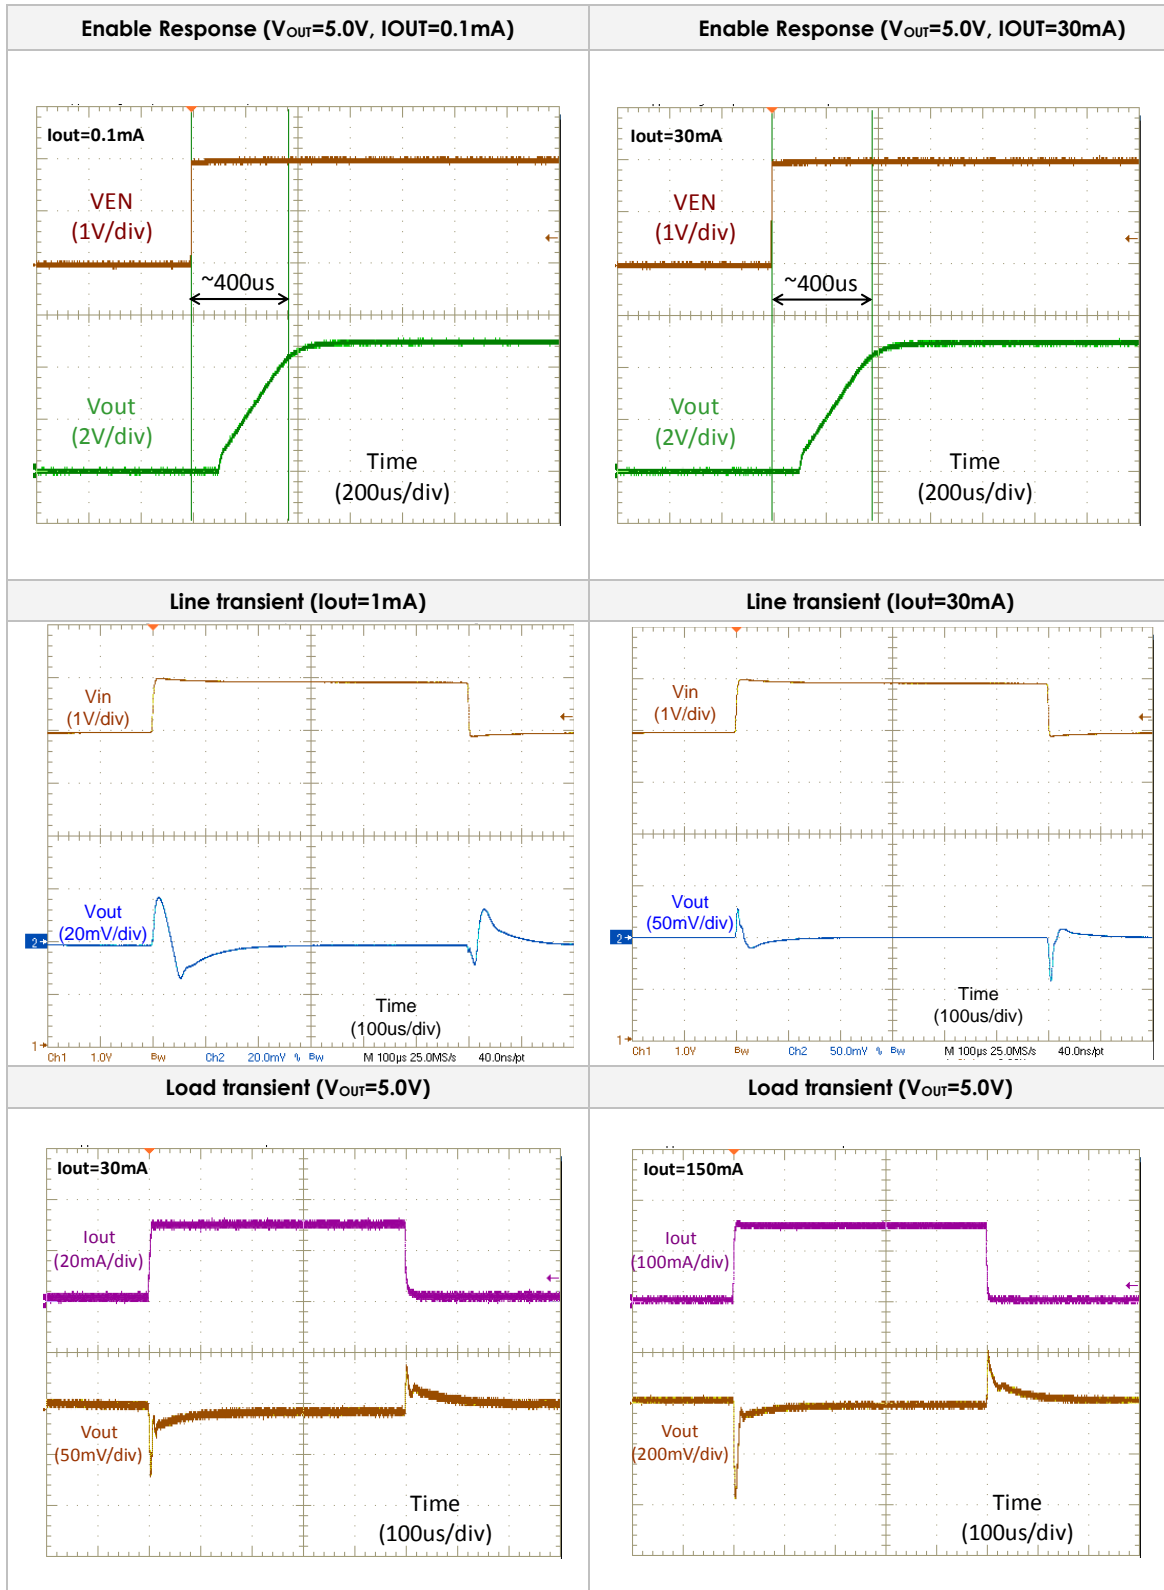 Enable Response (VOUT=5.0V, IOUT=0.1mA)
Enable Response (VOUT=5.0V, IOUT=30mA)
Iout=0.1mA
VEN
(1V/div)
~400us
Vout
(2V/div)
Time
(200us/div)
Iout=30mA
VEN
(1V/div)
~400us
Vout
(2V/div)
Time
(200us/div)
Line transient (Iout=1mA)
Line transient (Iout=30mA)
Vin
(1V/div)
Vout
(20mV/div)
2
Time
(100us/div)
1
Ch1 1.0V Bw Ch2 20.0mV % Bw M 100µs 25.0MS/s 40.0ns/pt
Vin
(1V/div)
Vout
(50mV/div)
2
Time
(100us/div)
1
Ch1 1.0V Bw Ch2 50.0mV % Bw M 100µs 25.0MS/s 40.0ns/pt
Load transient (VOUT=5.0V)
Load transient (VOUT=5.0V)
Iout=30mA
Iout
(20mA/div)
Vout
(50mV/div)
Time
(100us/div)
Iout=150mA
Iout
(100mA/div)
Vout
(200mV/div)
Time
(100us/div)